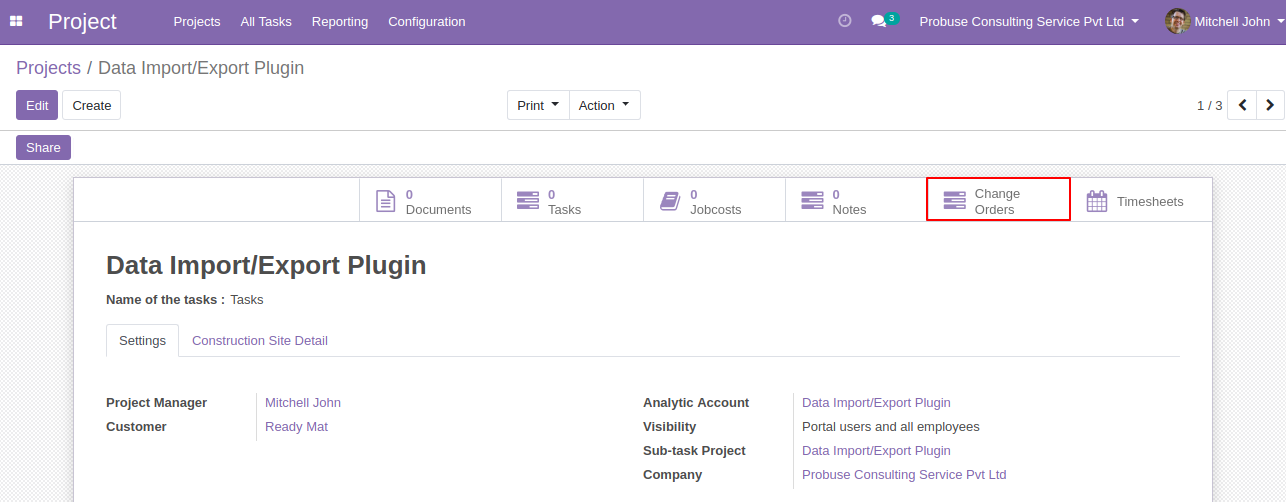 Project Projects All Tasks Reporting Configuration 3 Probuse Consulting Service Pvt Ltd Mitchell John
Projects / Data Import/Export Plugin
Edit Create Print Action 1 / 3
Share
0 Documents
0 Tasks
0 Jobcosts
0 Notes
Change
Orders
Timesheets
Data Import/Export Plugin
Name of the tasks : Tasks
Settings Construction Site Detail
Project Manager Mitchell John
Customer Ready Mat
Analytic Account Data Import/Export Plugin
Visibility Portal users and all employees
Sub-task Project Data Import/Export Plugin
Company Probuse Consulting Service Pvt Ltd